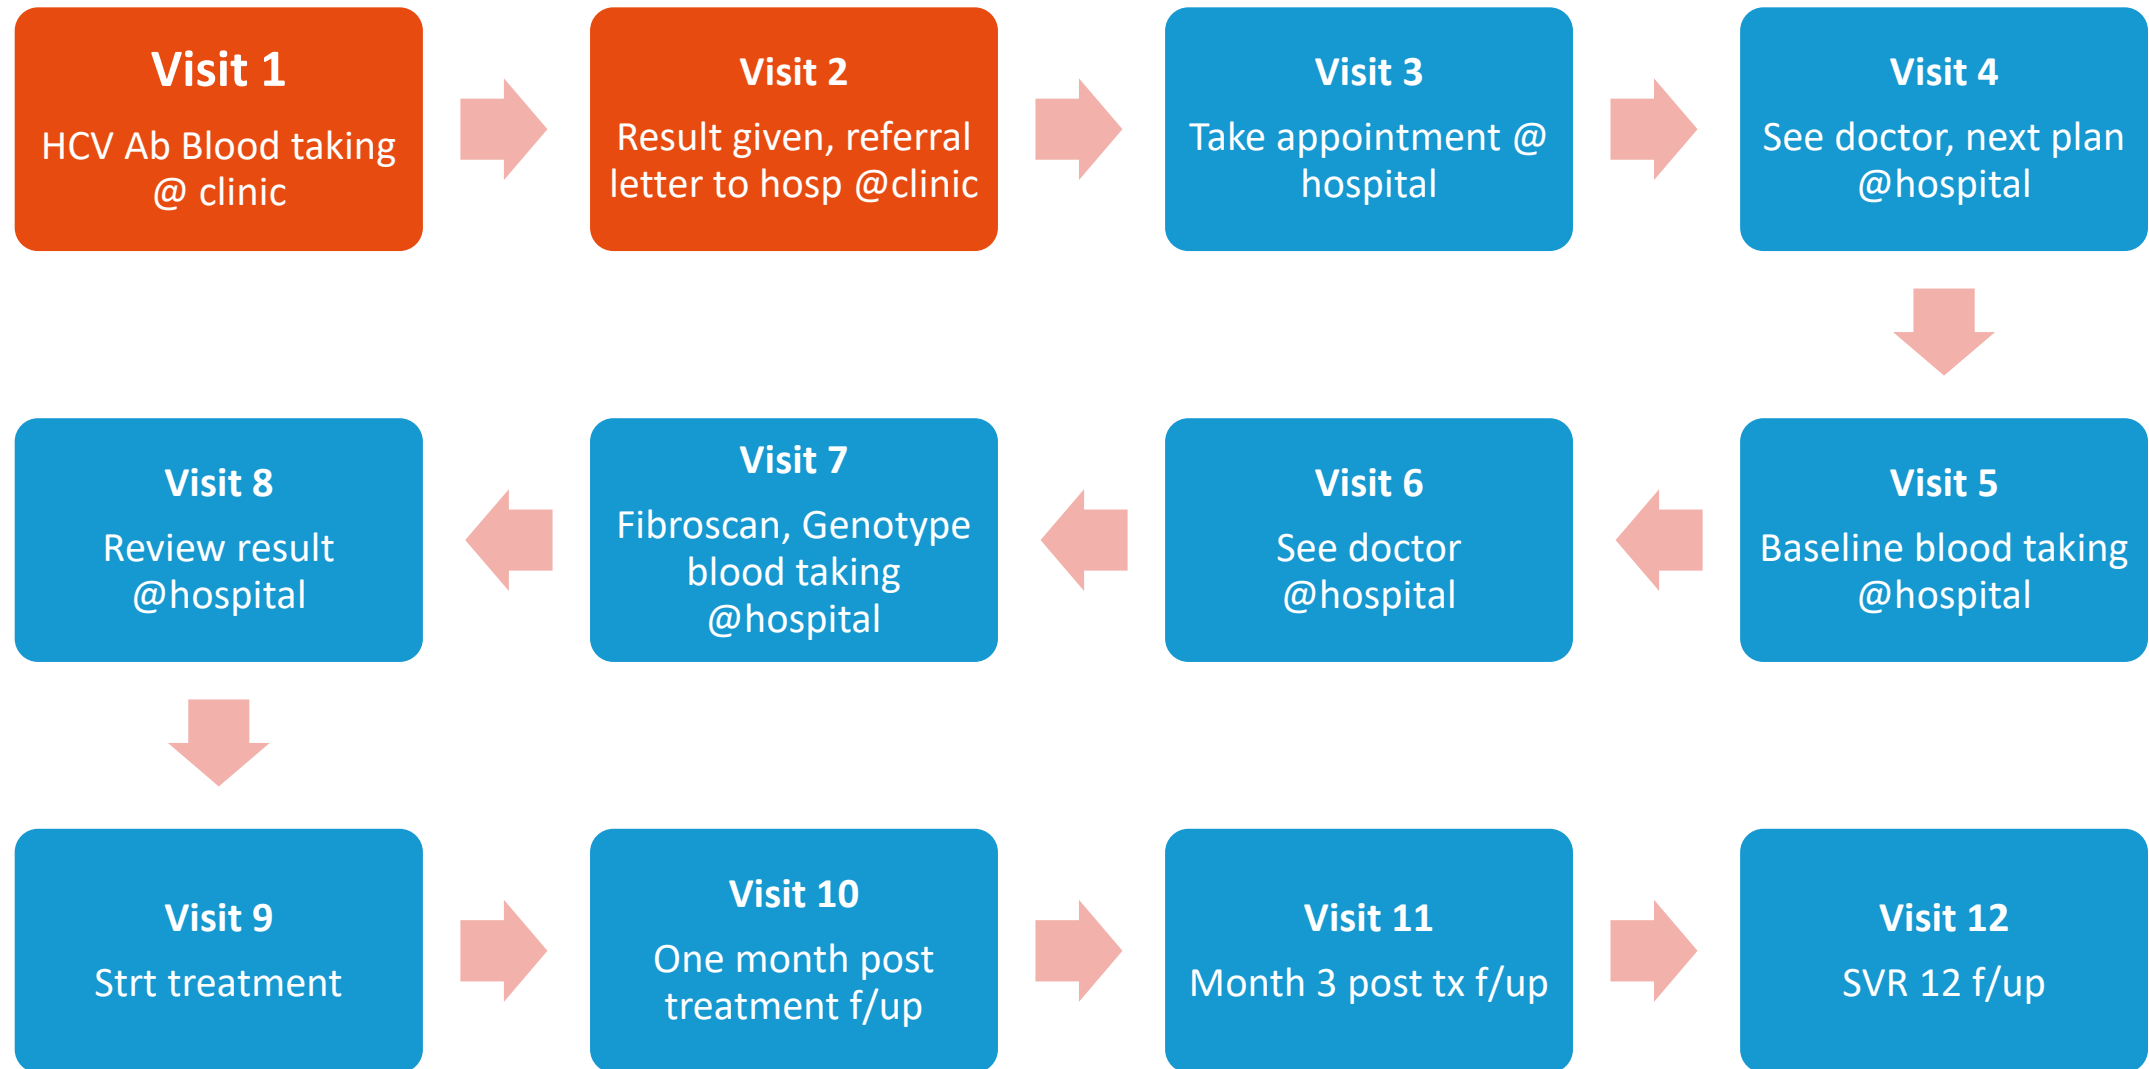 Visit 1
HCV Ab Blood taking
@ clinic
Visit 2
Result given, referral
letter to hosp @clinic
Visit 3
Take appointment @
hospital
Visit 4
See doctor, next plan
@hospital
Visit 5
Baseline blood taking
@hospital
Visit 6
See doctor
@hospital
Visit 7
Fibroscan, Genotype
blood taking
@hospital
Visit 8
Review result
@hospital
Visit 9
Strt treatment
Visit 10
One month post
treatment f/up
Visit 11
Month 3 post tx f/up
Visit 12
SVR 12 f/up